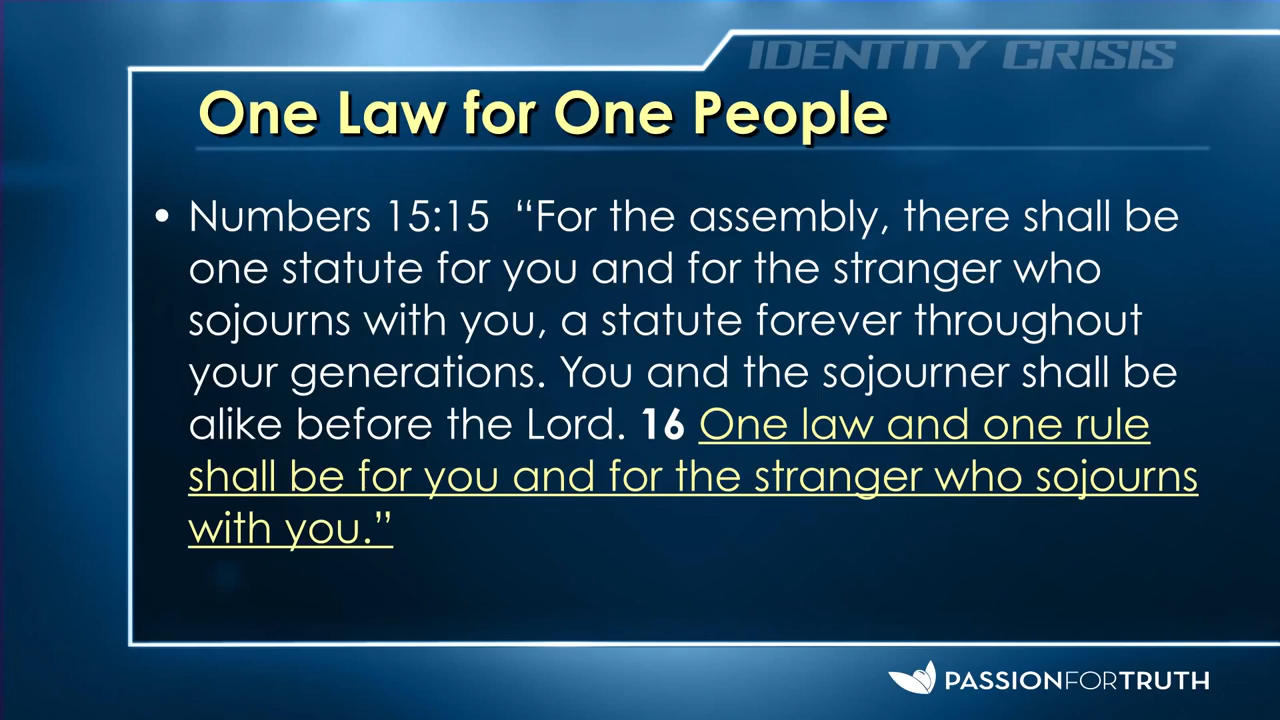 IDENTITY CRISIS
One Law for One People
• Numbers 15:15  “For the assembly, there shall be
one statute for you and for the stranger who
sojourns with you, a statute forever throughout
your generations. You and the sojourner shall be
alike before the Lord. 16 One law and one rule
shall be for you and for the stranger who sojourns
with you.”
PASSIONFORTRUTH